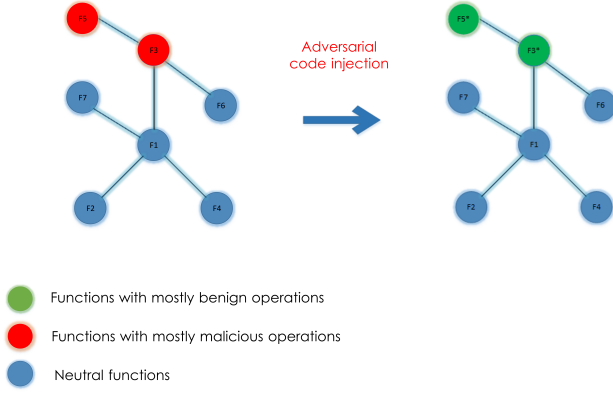 F5
F3
F7
F6
F1
F2
F4
Adversarial
code injection
F5*
F3*
F7
F6
F1
F2
F4
Functions with mostly benign operations
Functions with mostly malicious operations
Neutral functions